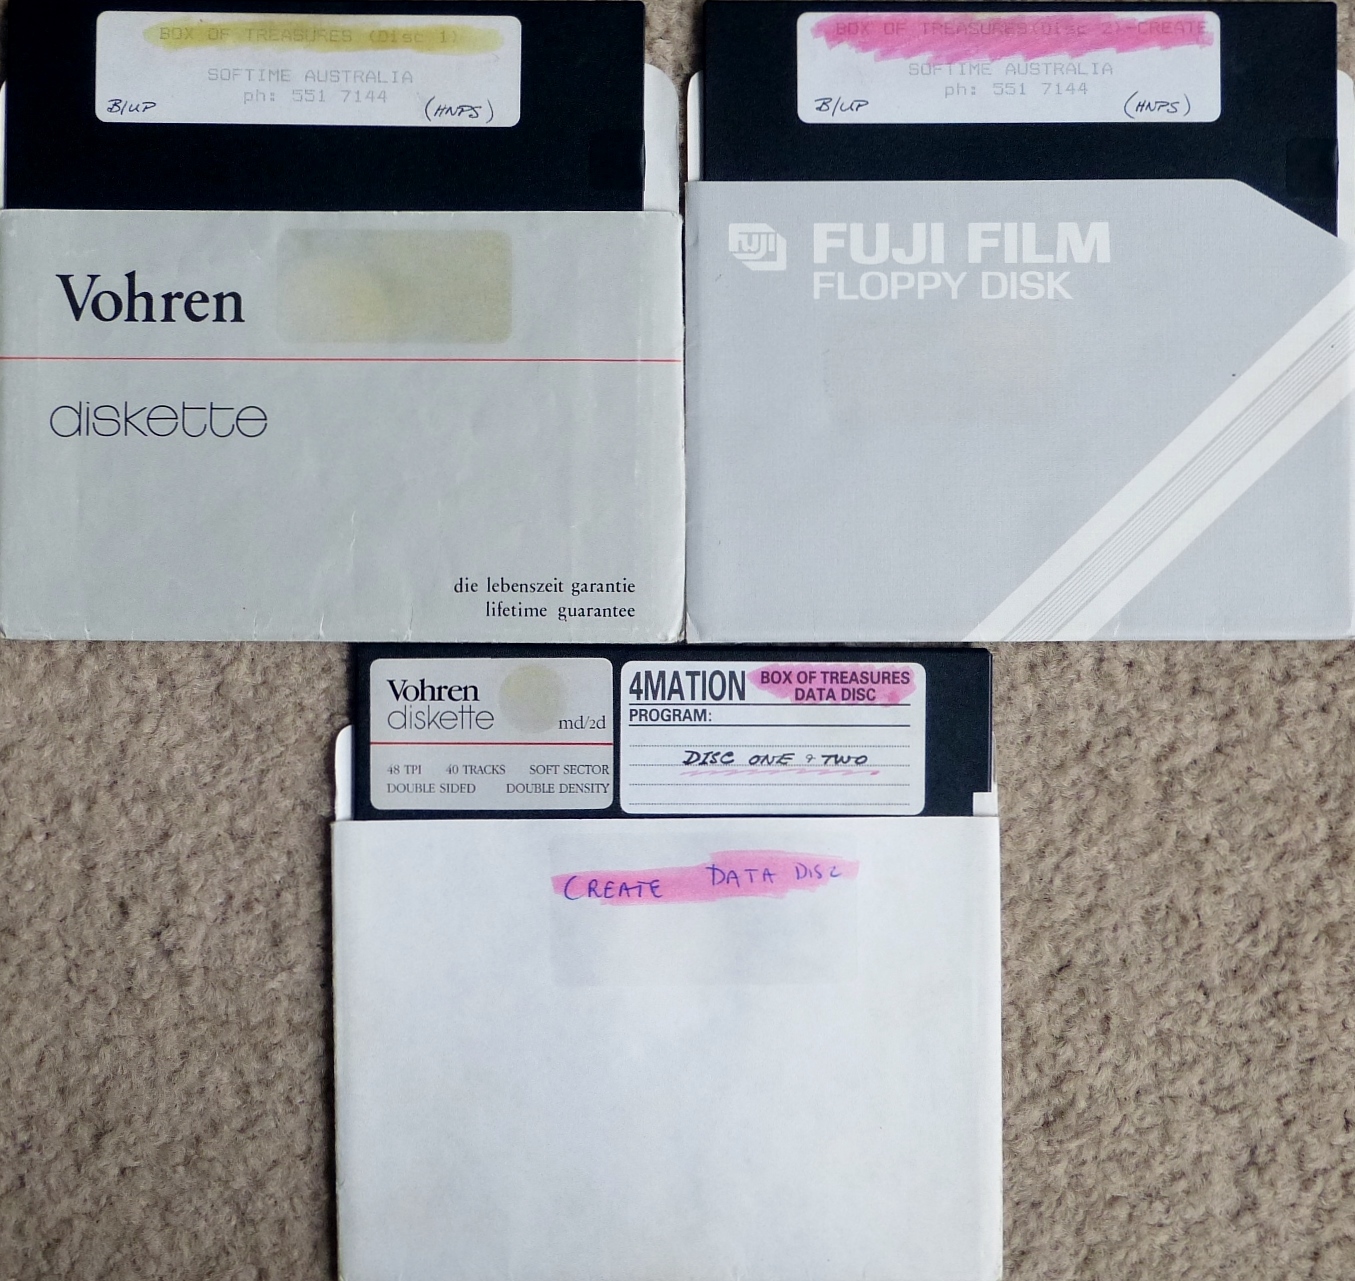 BOX OF TREASURES (Disc 1)
SOFTIME AUSTRALIA
ph: 551 7144
B/UP (HNPS)
Vohren
diskette
die lebenszeit garantie
lifetime guarantee
BOX OF TREASURES(Disc 2)-CREATE
SOFTIME AUSTRALIA
ph: 551 7144
B/UP (HNPS)
FUJI
FUJI FILM
FLOPPY DISK
Vohren
diskette md/2d
48 TPI 40 TRACKS SOFT SECTOR
DOUBLE SIDED DOUBLE DENSITY
4MATION BOX OF TREASURES
DATA DISC
PROGRAM:
DISC ONE & TWO
CREATE DATA DISC